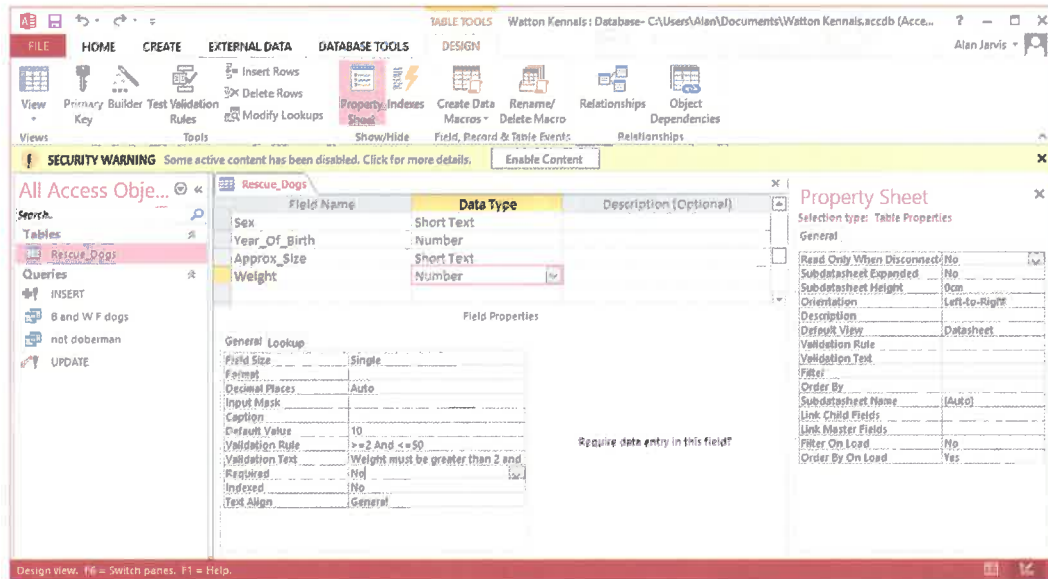 TABLE TOOLS Watton Kennals : Database- C:\Users\Alan\Documents\Watton Kennals.accdb (Acce... ? – □ ×
FILE HOME CREATE EXTERNAL DATA DATABASE TOOLS DESIGN Alan Jarvis
Insert Rows
Delete Rows
Modify Lookups
View Primary Key Builder Test Validation Rules Property Sheet Indexes Create Data Macros Rename/ Delete Macro Relationships Object Dependencies
Views Tools Show/Hide Field, Record & Table Events Relationships
SECURITY WARNING Some active content has been disabled. Click for more details. Enable Content
All Access Obje...
Search..
Tables
Rescue_Dogs
Queries
INSERT
B and W F dogs
not doberman
UPDATE
Rescue_Dogs
Field Name Data Type Description (Optional)
Sex Short Text
Year_Of_Birth Number
Approx_Size Short Text
Weight Number
Field Properties
General Lookup
Field Size Single
Format
Decimal Places Auto
Input Mask
Caption
Default Value 10
Validation Rule >=2 And <=50
Validation Text Weight must be greater than 2 and
Required No
Indexed No
Text Align General
Require data entry in this field?
Property Sheet
Selection type: Table Properties
General
Read Only When Disconnect No
Subdatasheet Expanded No
Subdatasheet Height 0cm
Orientation Left-to-Right
Description
Default View Datasheet
Validation Rule
Validation Text
Filter
Order By
Subdatasheet Name [Auto]
Link Child Fields
Link Master Fields
Filter On Load No
Order By On Load Yes
Design view. F6 = Switch panes. F1 = Help.